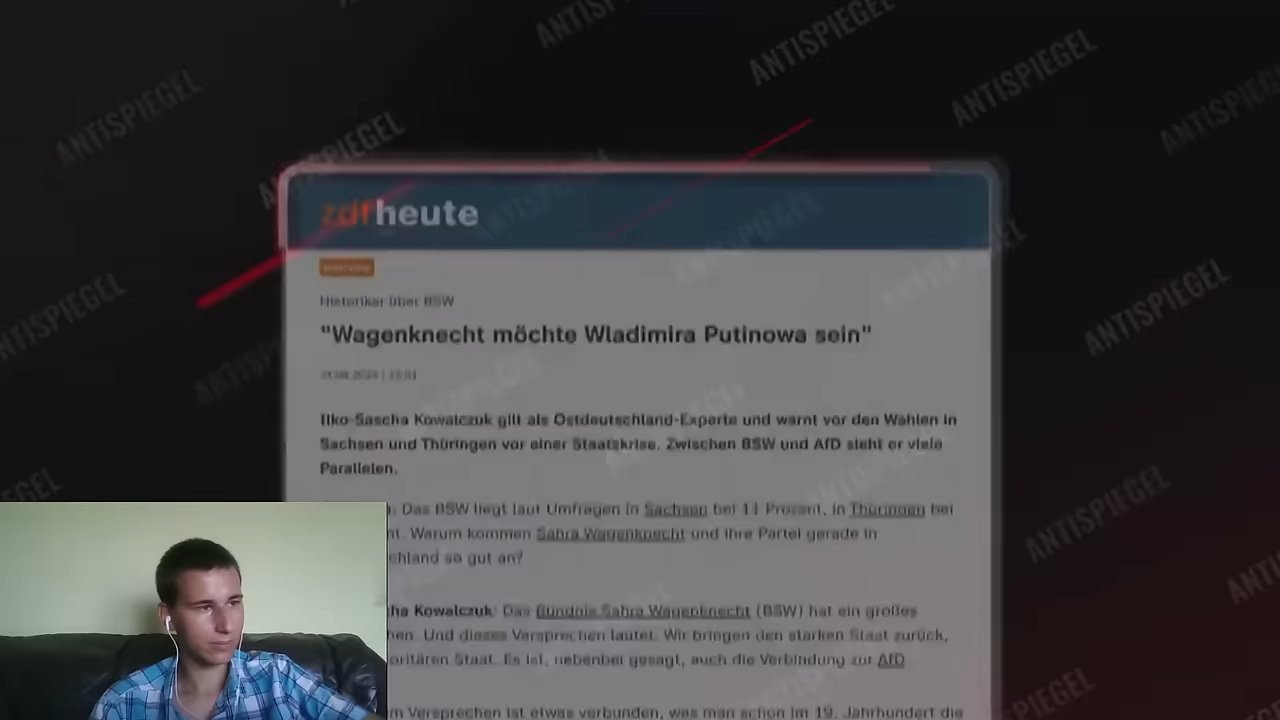 ANTISPIEGEL
zdfheute
Historiker über BSW
"Wagenknecht möchte Wladimira Putinowa sein"
Ilko-Sascha Kowalczuk gilt als Ostdeutschland-Experte und warnt vor den Wahlen in
Sachsen und Thüringen vor einer Staatskrise. Zwischen BSW und AfD sieht er viele
Parallelen.
: Das BSW liegt laut Umfragen in Sachsen bei 11 Prozent, in Thüringen bei
nt. Warum kommen Sahra Wagenknecht und ihre Partei gerade in
chland so gut an?
ha Kowalczuk: Das Bündnis Sahra Wagenknecht (BSW) hat ein großes
hen. Und dieses Versprechen lautet: Wir bringen den starken Staat zurück,
oritären Staat. Es ist, nebenbei gesagt, auch die Verbindung zur AfD
m Versprechen ist etwas verbunden, was man schon im 19. Jahrhundert die